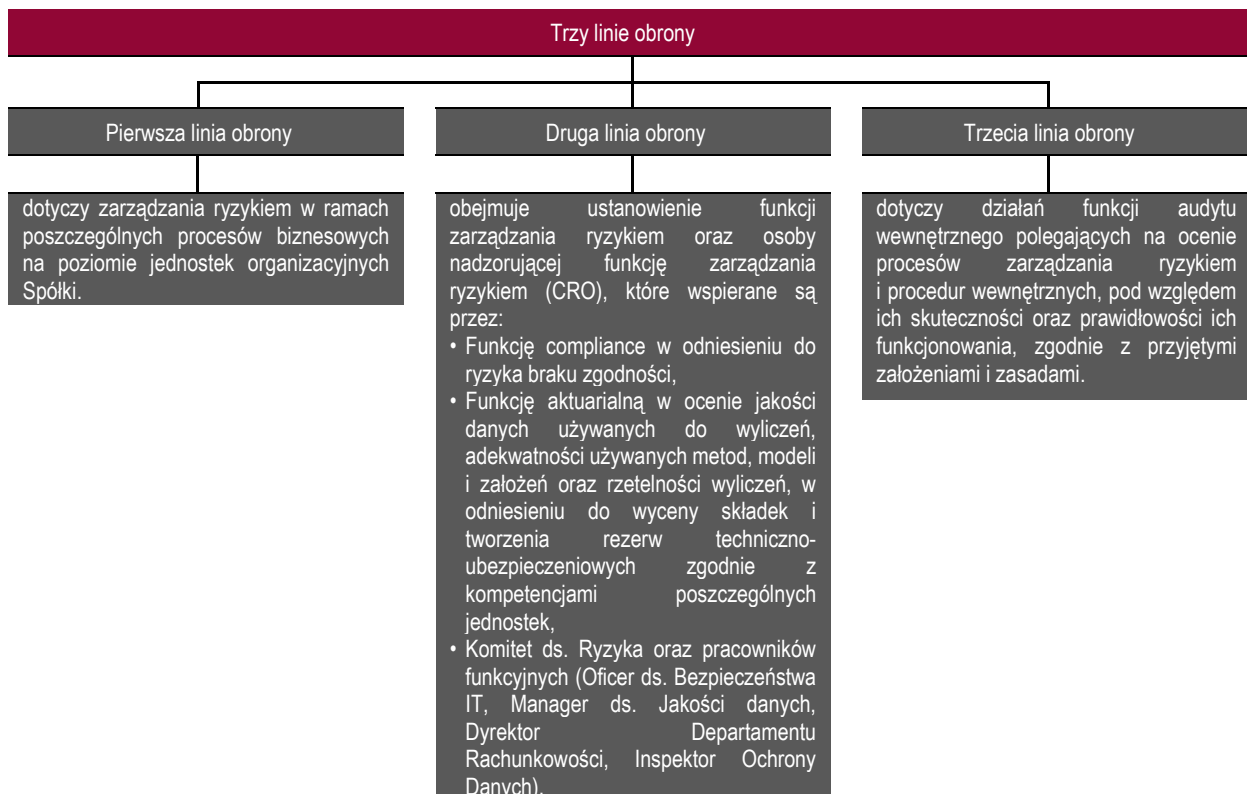 Trzy linie obrony
Pierwsza linia obrony
dotyczy zarządzania ryzykiem w ramach
poszczególnych procesów biznesowych
na poziomie jednostek organizacyjnych
Spółki.
Druga linia obrony
obejmuje ustanowienie funkcji
zarządzania ryzykiem oraz osoby
nadzorującej funkcję zarządzania
ryzykiem (CRO), które wspierane są
przez:
• Funkcję compliance w odniesieniu do
ryzyka braku zgodności,
• Funkcję aktuarialną w ocenie jakości
danych używanych do wyliczeń,
adekwatności używanych metod, modeli
i założeń oraz rzetelności wyliczeń, w
odniesieniu do wyceny składek i
tworzenia rezerw techniczno-
ubezpieczeniowych zgodnie z
kompetencjami poszczególnych
jednostek,
• Komitet ds. Ryzyka oraz pracowników
funkcyjnych (Oficer ds. Bezpieczeństwa
IT, Manager ds. Jakości danych,
Dyrektor Departamentu
Rachunkowości, Inspektor Ochrony
Danych).
Trzecia linia obrony
dotyczy działań funkcji audytu
wewnętrznego polegających na ocenie
procesów zarządzania ryzykiem
i procedur wewnętrznych, pod względem
ich skuteczności oraz prawidłowości ich
funkcjonowania, zgodnie z przyjętymi
założeniami i zasadami.